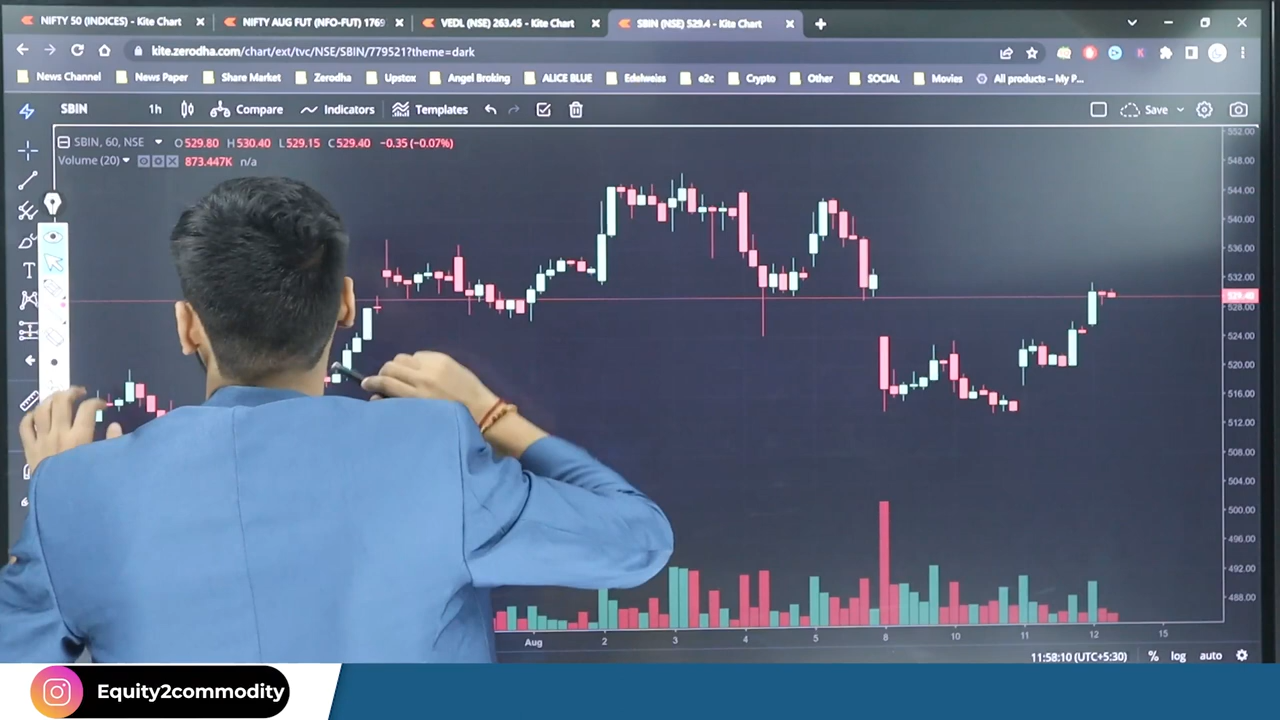 NIFTY 50 (INDICES) - Kite Chart
NIFTY AUG FUT (NFO-FUT) 1769
VEDL (NSE) 263.45 - Kite Chart
SBIN (NSE) 529.4 - Kite Chart
kite.zerodha.com/chart/ext/tvc/NSE/SBIN/779521?theme=dark
News Channel News Paper Share Market Zerodha Upstox Angel Broking ALICE BLUE Edelweiss e2c Crypto Other SOCIAL Movies All products – My P...
SBIN 1h Compare Indicators Templates Save
SBIN, 60, NSE O529.80 H530.40 L529.15 C529.40 −0.35 (−0.07%)
Volume (20) 873.447K n/a
552.00
548.00
544.00
540.00
536.00
532.00
529.40
528.00
524.00
520.00
516.00
512.00
508.00
504.00
500.00
496.00
492.00
488.00
Aug 2 3 4 5 8 10 11 12 15
11:58:10 (UTC+5:30) % log auto
Equity2commodity